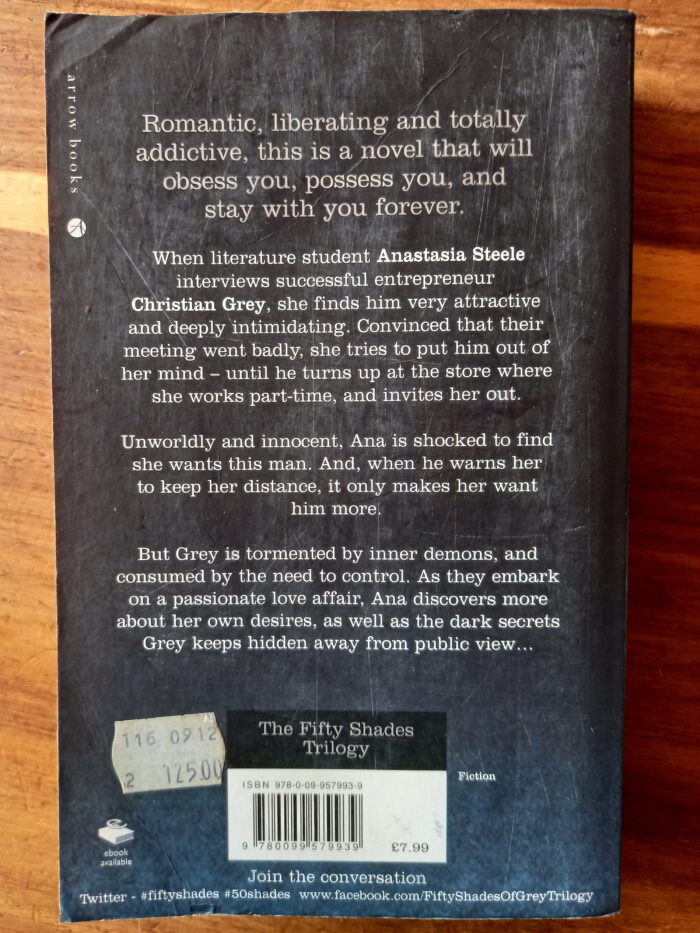 arrow books
Romantic, liberating and totally
addictive, this is a novel that will
obsess you, possess you, and
stay with you forever.
When literature student Anastasia Steele
interviews successful entrepreneur
Christian Grey, she finds him very attractive
and deeply intimidating. Convinced that their
meeting went badly, she tries to put him out of
her mind – until he turns up at the store where
she works part-time, and invites her out.
Unworldly and innocent, Ana is shocked to find
she wants this man. And, when he warns her
to keep her distance, it only makes her want
him more.
But Grey is tormented by inner demons, and
consumed by the need to control. As they embark
on a passionate love affair, Ana discovers more
about her own desires, as well as the dark secrets
Grey keeps hidden away from public view…
116 0912
2 125.00
The Fifty Shades
Trilogy
ISBN 978-0-09-957993-9
9 780099 579939
£7.99
Fiction
ebook
available
Join the conversation
Twitter - #fiftyshades #50shades www.facebook.com/FiftyShadesOfGreyTrilogy